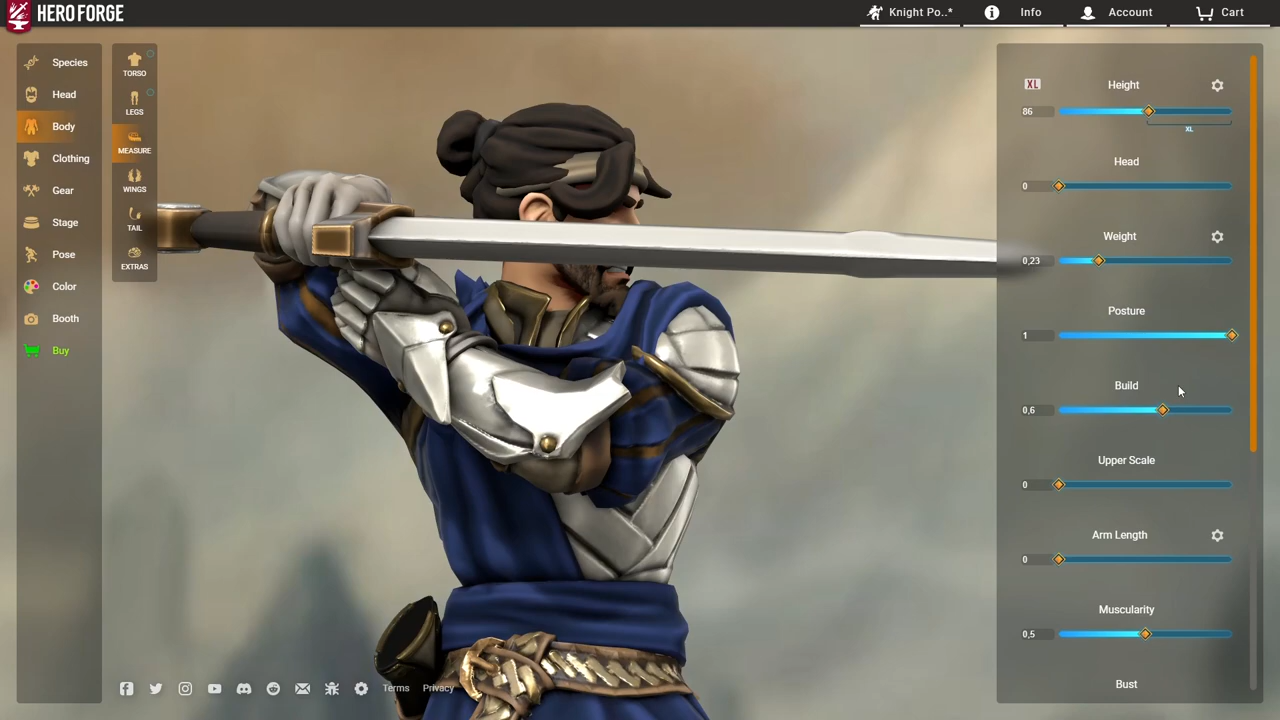 HERO FORGE
Knight Po..*
Info
Account
Cart
Species
Head
Body
Clothing
Gear
Stage
Pose
Color
Booth
Buy
TORSO
LEGS
MEASURE
WINGS
TAIL
EXTRAS
XL
Height
86
XL
Head
0
Weight
0,23
Posture
1
Build
0,6
Upper Scale
0
Arm Length
0
Muscularity
0,5
Bust
Terms
Privacy